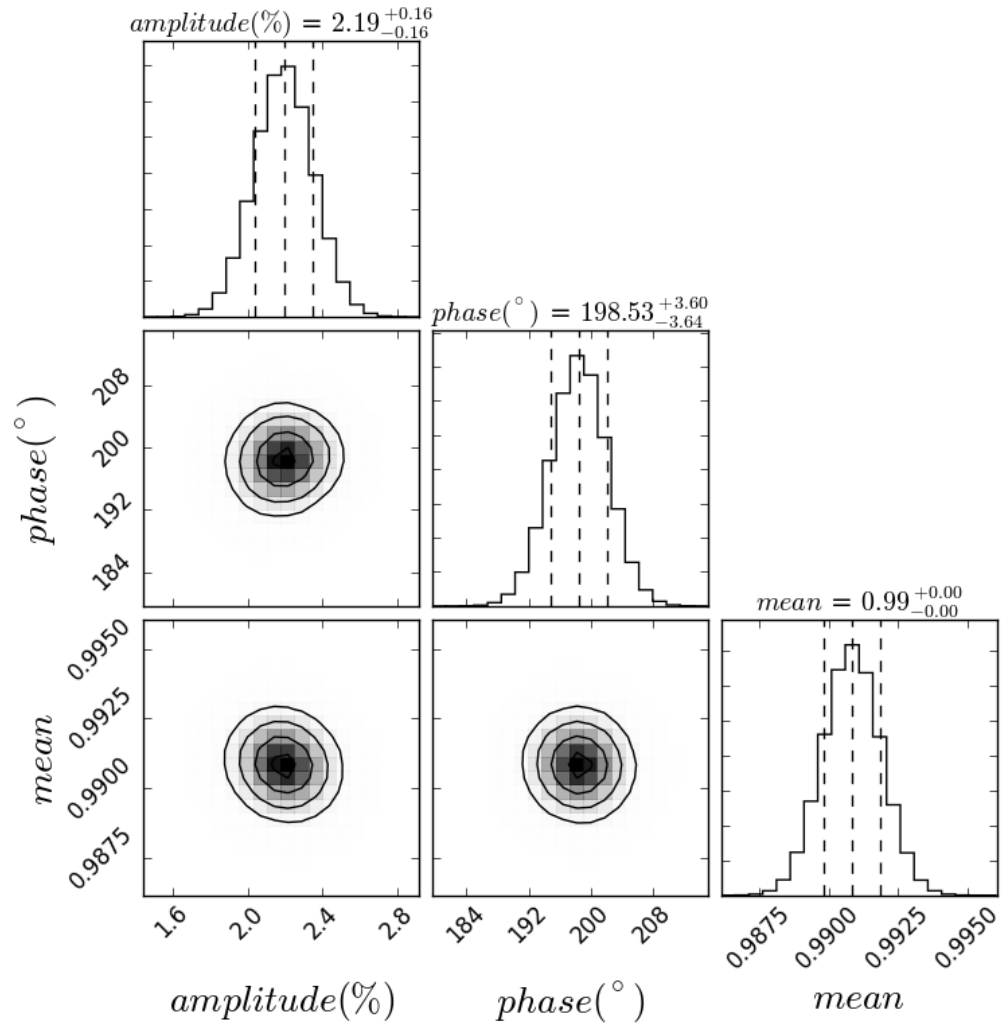 amplitude(%) = 2.19 +0.16 −0.16
phase(°) = 198.53 +3.60 −3.64
208
200
192
184
phase(°)
mean = 0.99 +0.00 −0.00
0.9950
0.9925
0.9900
0.9875
mean
1.6 2.0 2.4 2.8
184 192 200 208
0.9875 0.9900 0.9925 0.9950
amplitude(%) phase(°) mean